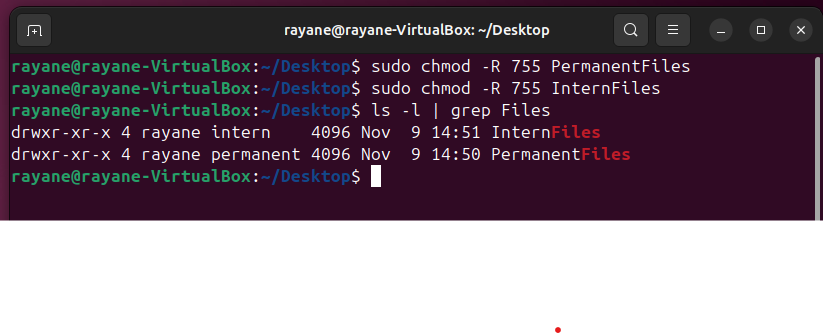 rayane@rayane-VirtualBox: ~/Desktop
rayane@rayane-VirtualBox:~/Desktop$ sudo chmod -R 755 PermanentFiles
rayane@rayane-VirtualBox:~/Desktop$ sudo chmod -R 755 InternFiles
rayane@rayane-VirtualBox:~/Desktop$ ls -l | grep Files
drwxr-xr-x 4 rayane intern    4096 Nov  9 14:51 InternFiles
drwxr-xr-x 4 rayane permanent 4096 Nov  9 14:50 PermanentFiles
rayane@rayane-VirtualBox:~/Desktop$